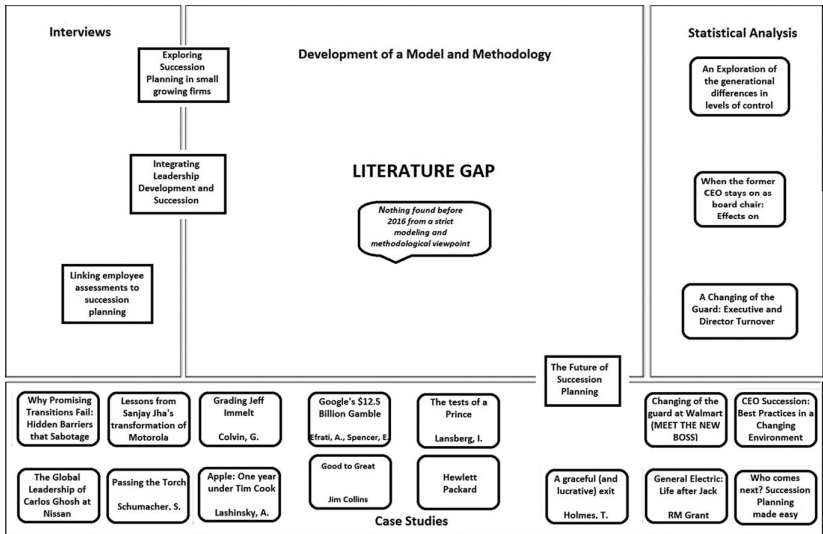 Interviews
Exploring
Succession
Planning in small
growing firms
Integrating
Leadership
Development and
Succession
Linking employee
assessments to
succession
planning
Development of a Model and Methodology
LITERATURE GAP
Nothing found before
2016 from a strict
modeling and
methodological viewpoint
Statistical Analysis
An Exploration of
the generational
differences in
levels of control
When the former
CEO stays on as
board chair:
Effects on
A Changing of the
Guard: Executive and
Director Turnover
The Future of
Succession
Planning
Why Promising
Transitions Fail:
Hidden Barriers
that Sabotage
Lessons from
Sanjay Jha's
transformation of
Motorola
Grading Jeff
Immelt
Colvin, G.
Google's $12.5
Billion Gamble
Efrati, A., Spencer, E.
The tests of a
Prince
Lansberg, I.
Changing of the
guard at Walmart
(MEET THE NEW
BOSS)
CEO Succession:
Best Practices in a
Changing
Environment
The Global
Leadership of
Carlos Ghosh at
Nissan
Passing the Torch
Schumacher, S.
Apple: One year
under Tim Cook
Lashinsky, A.
Good to Great
Jim Collins
Hewlett
Packard
A graceful (and
lucrative) exit
Holmes, T.
General Electric:
Life after Jack
RM Grant
Who comes
next? Succession
Planning
made easy
Case Studies